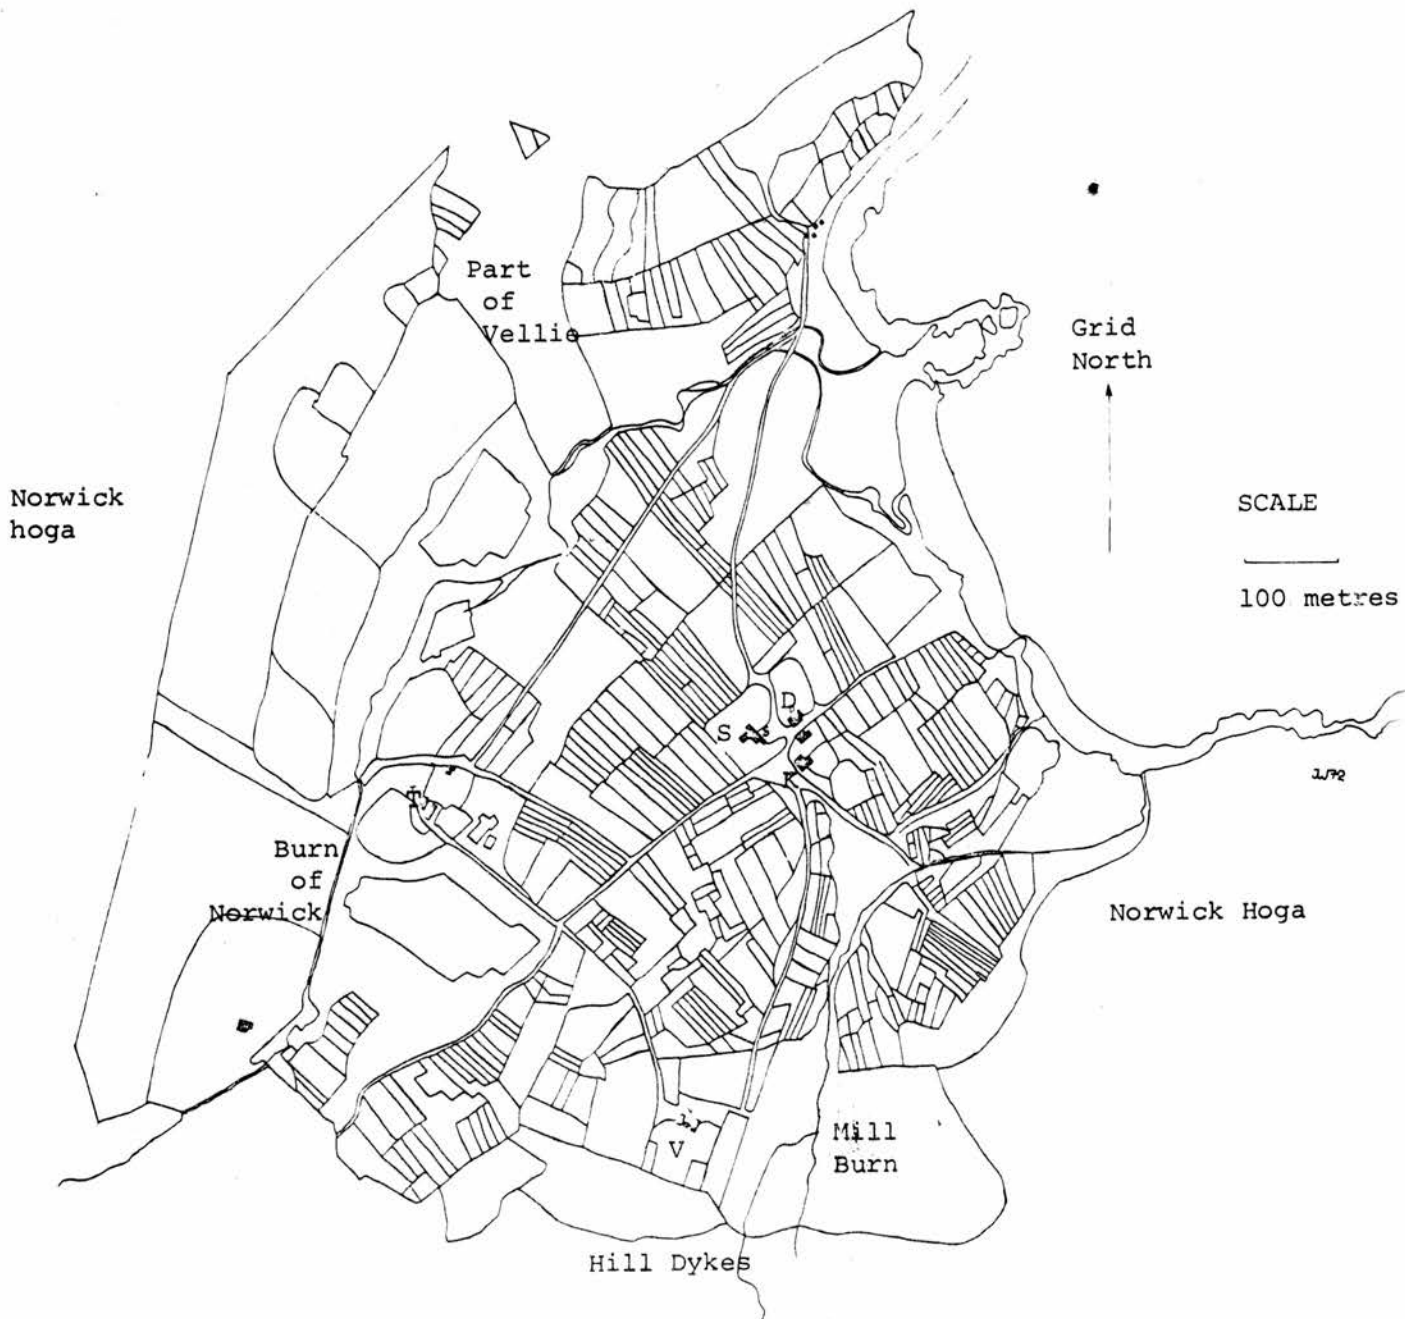 Part
of
Vellie
Grid
North
Norwick
hoga
SCALE
100 metres
D
S
T
Burn
of
Norwick
Norwick Hoga
Mill
Burn
V
Hill Dykes